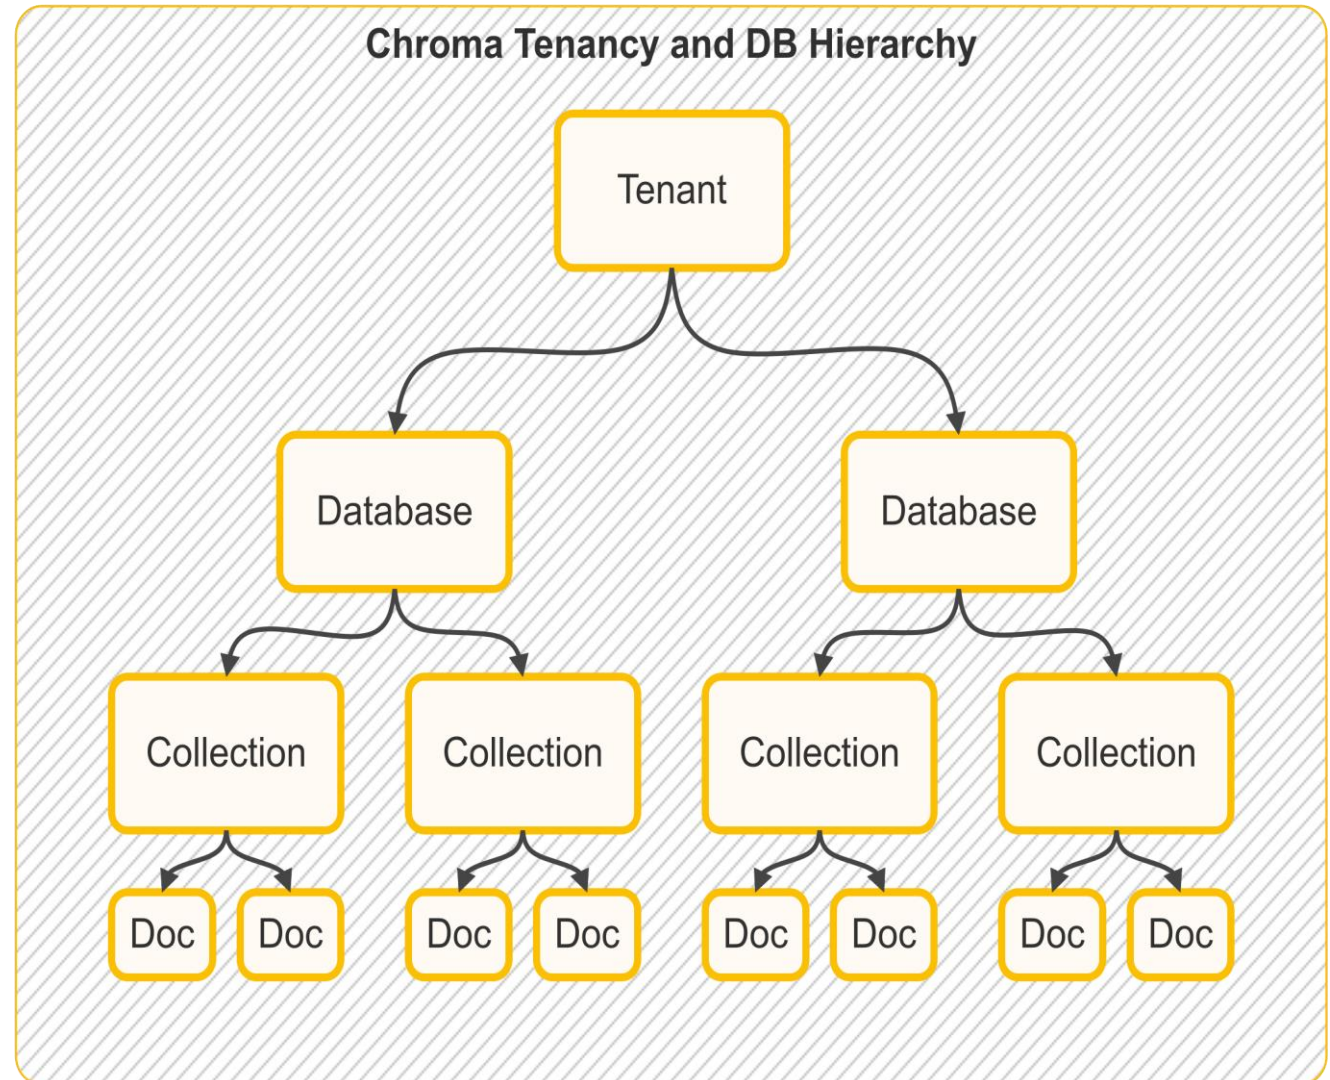 Chroma Tenancy and DB Hierarchy
Tenant
Database Database
Collection Collection Collection Collection
Doc Doc Doc Doc Doc Doc Doc Doc